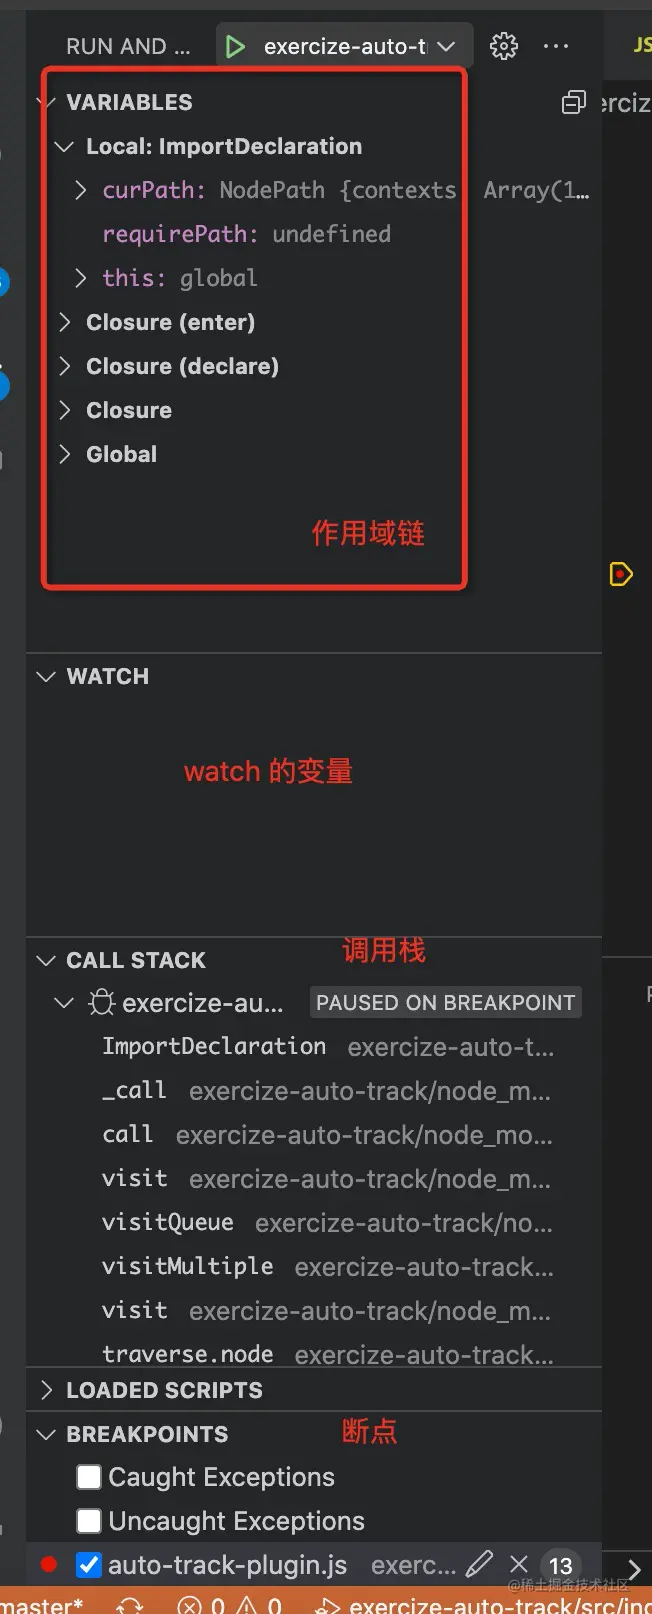 RUN AND ... exercize-auto-t
JS
VARIABLES
erciz
Local: ImportDeclaration
curPath: NodePath {contexts Array(1…
requirePath: undefined
this: global
Closure (enter)
Closure (declare)
Closure
Global
作用域链
WATCH
watch 的变量
CALL STACK 调用栈
exercize-au... PAUSED ON BREAKPOINT
ImportDeclaration exercize-auto-t...
_call exercize-auto-track/node_m...
call exercize-auto-track/node_mo...
visit exercize-auto-track/node_m...
visitQueue exercize-auto-track/no...
visitMultiple exercize-auto-track...
visit exercize-auto-track/node_m...
traverse.node exercize-auto-track...
LOADED SCRIPTS
BREAKPOINTS 断点
Caught Exceptions
Uncaught Exceptions
auto-track-plugin.js exerc... 13
@稀土掘金技术社区
master* 0 0 exercize-auto-track/src/ind